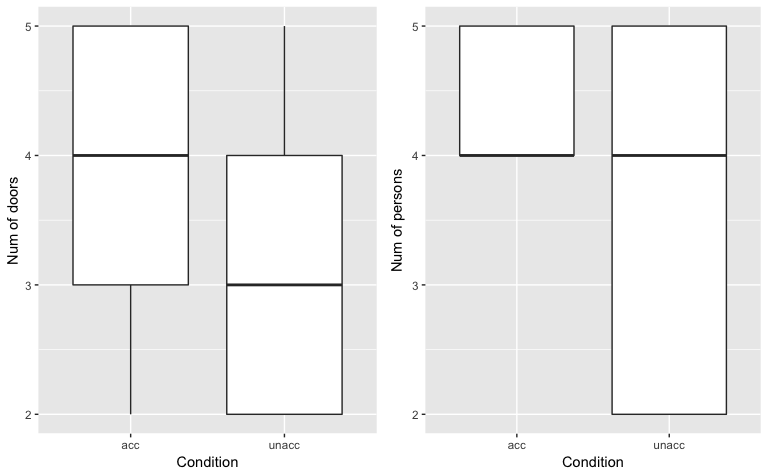 Num of doors
5
4
3
2
acc unacc
Condition
Num of persons
5
4
3
2
acc unacc
Condition